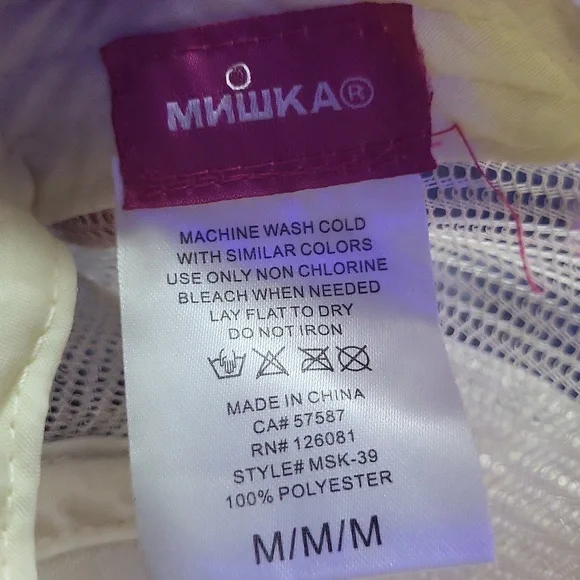 МИШКА®
MACHINE WASH COLD
WITH SIMILAR COLORS
USE ONLY NON CHLORINE
BLEACH WHEN NEEDED
LAY FLAT TO DRY
DO NOT IRON
MADE IN CHINA
CA# 57587
RN# 126081
STYLE# MSK-39
100% POLYESTER
M/M/M